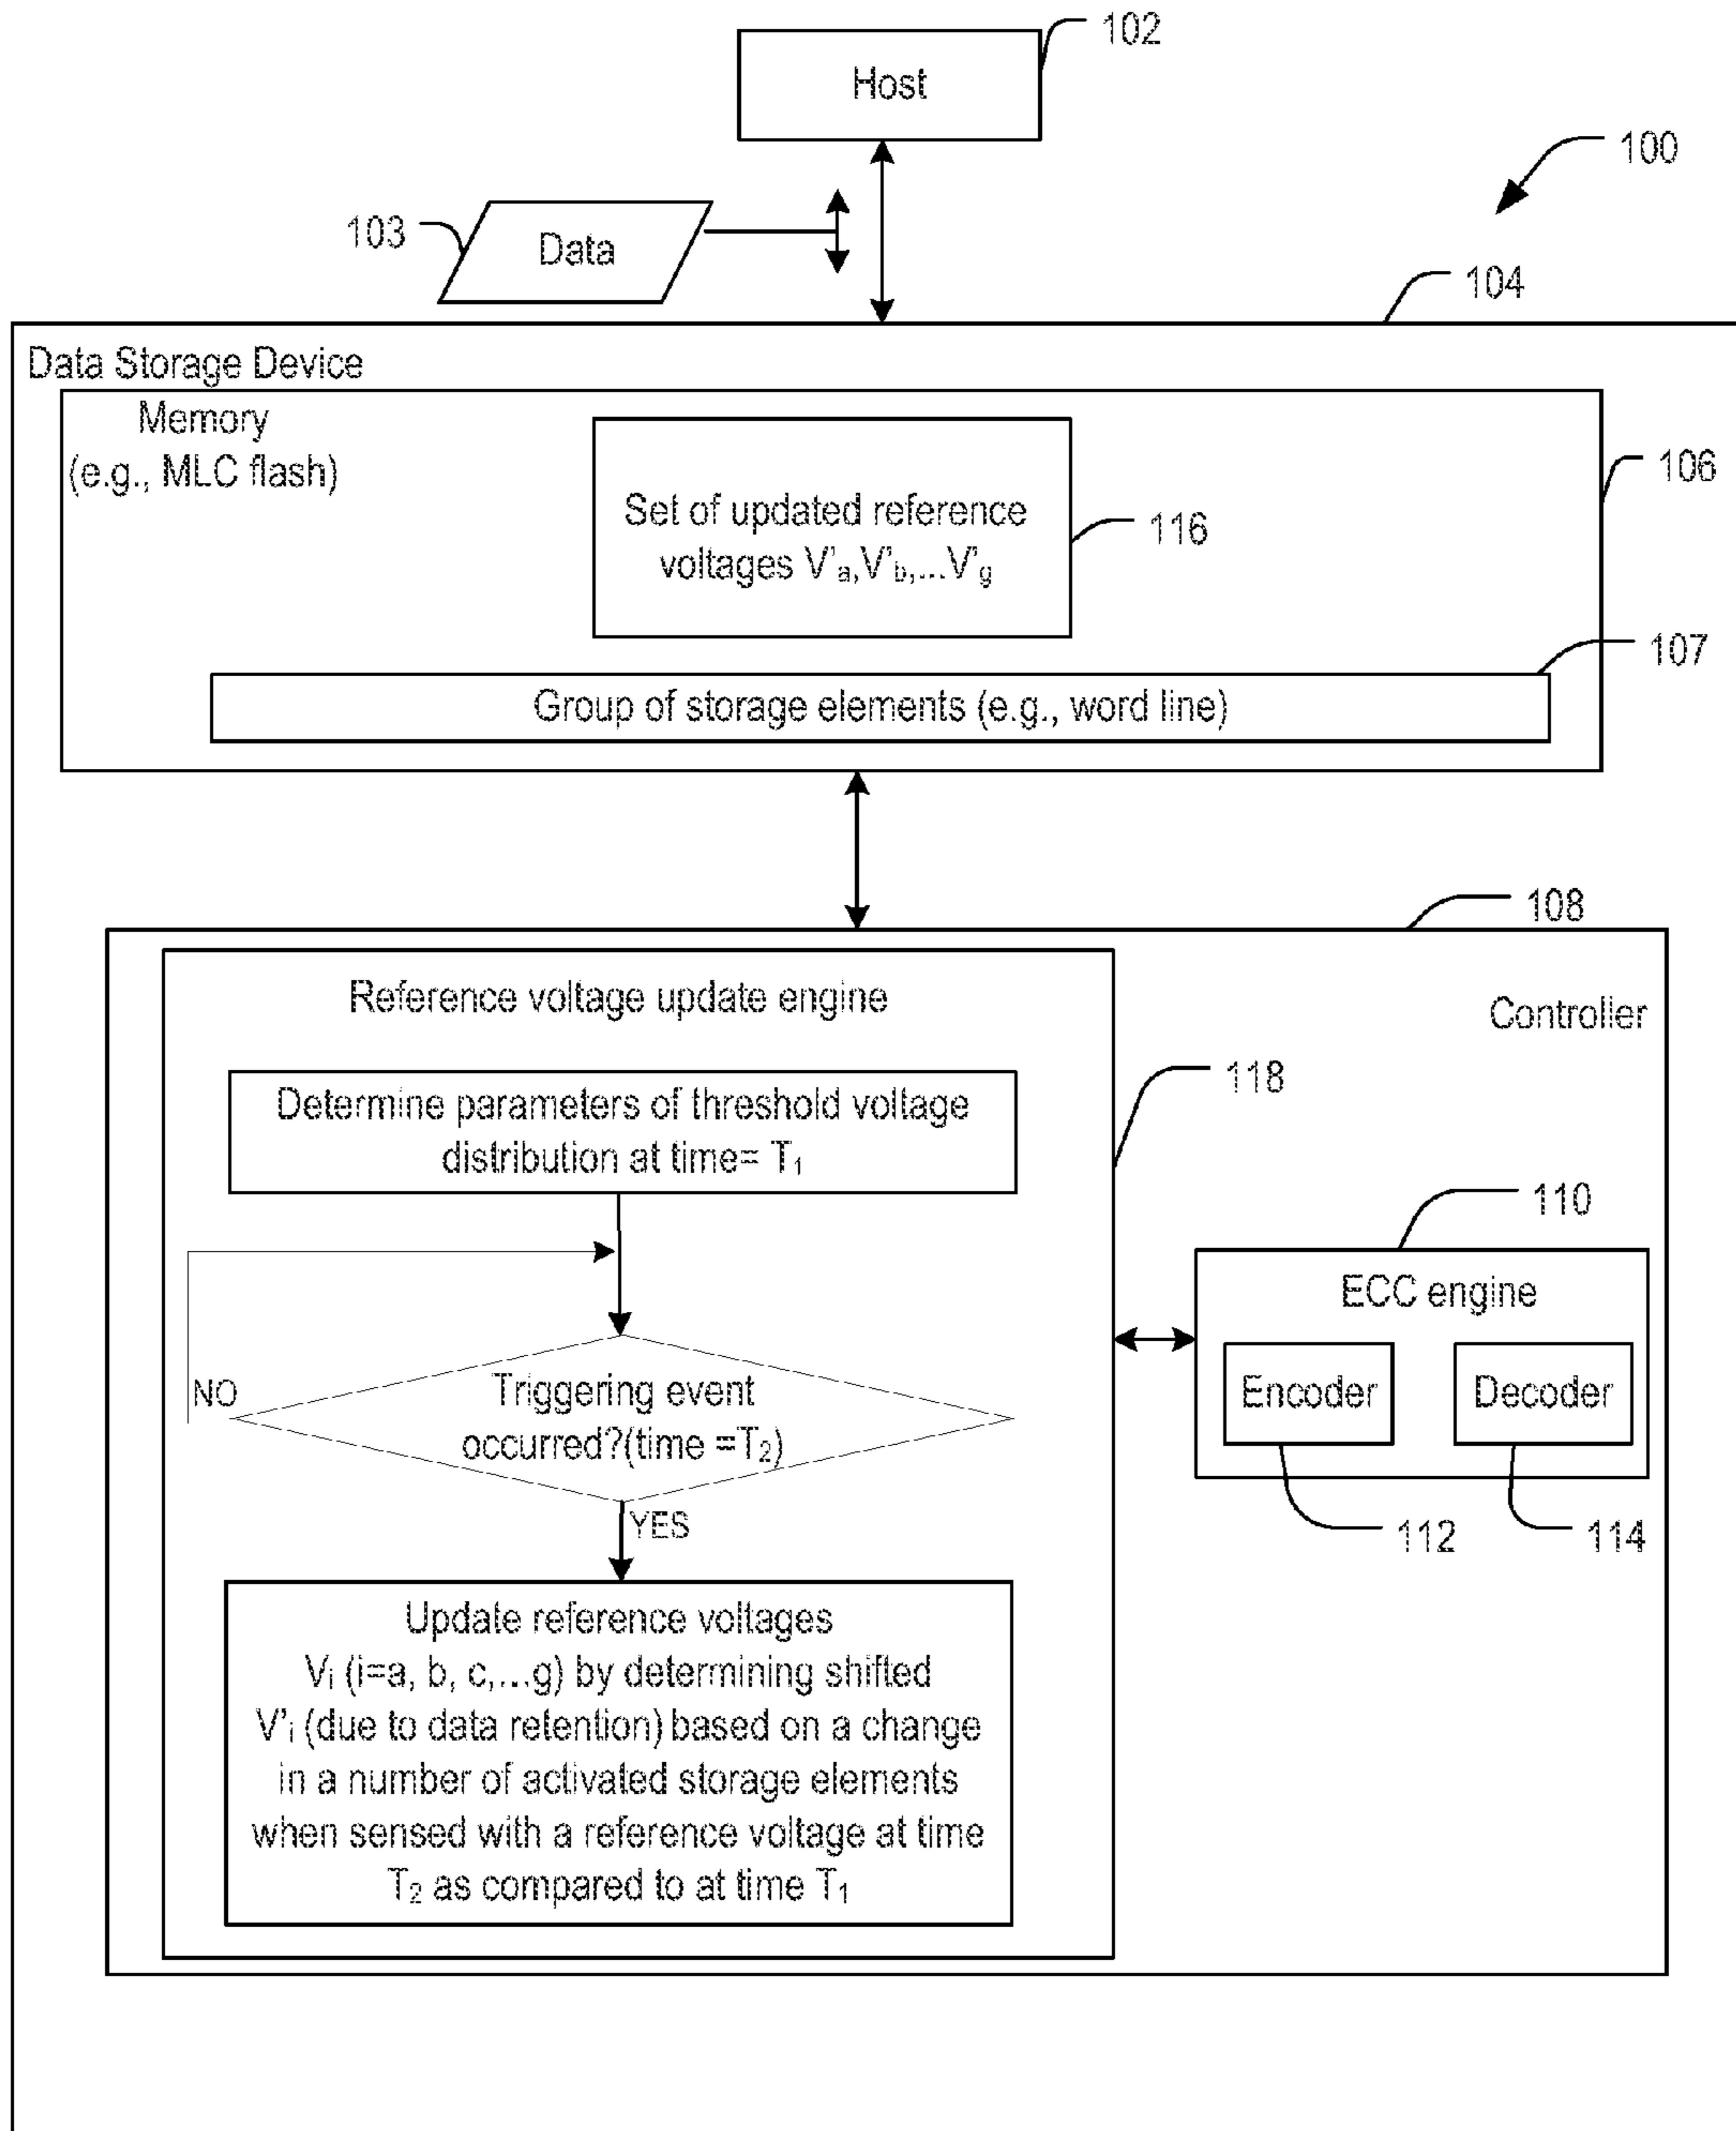 102
Host
100
103
Data
104
Data Storage Device
Memory
(e.g., MLC flash)
106
Set of updated reference
voltages V'a,V'b,...V'g
116
107
Group of storage elements (e.g., word line)
108
Reference voltage update engine
Controller
118
Determine parameters of threshold voltage
distribution at time= T1
110
ECC engine
Encoder
Decoder
NO
Triggering event
occurred?(time =T2)
112
114
YES
Update reference voltages
Vi (i=a, b, c,...g) by determining shifted
V'i (due to data retention) based on a change
in a number of activated storage elements
when sensed with a reference voltage at time
T2 as compared to at time T1